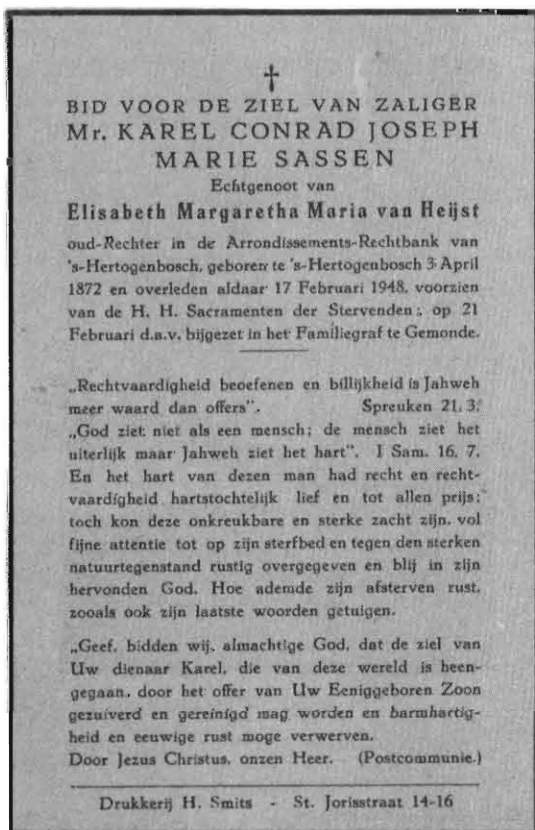 BID VOOR DE ZIEL VAN ZALIGER
Mr. KAREL CONRAD JOSEPH
MARIE SASSEN
Echtgenoot van
Elisabeth Margaretha Maria van Heijst
oud-Rechter in de Arrondissements-Rechtbank van
's-Hertogenbosch, geboren te 's-Hertogenbosch 3 April
1872 en overleden aldaar 17 Februari 1948, voorzien
van de H. H. Sacramenten der Stervenden; op 21
Februari d.a.v. bijgezet in het Familiegraf te Gemonde.
„Rechtvaardigheid beoefenen en billijkheid is Jahweh
meer waard dan offers". Spreuken 21. 3.
„God ziet niet als een mensch; de mensch ziet het
uiterlijk maar Jahweh ziet het hart". I Sam. 16, 7.
En het hart van dezen man had recht en recht-
vaardigheid hartstochtelijk lief en tot allen prijs;
toch kon deze onkreukbare en sterke zacht zijn, vol
fijne attentie tot op zijn sterfbed en tegen den sterken
natuurtegenstand rustig overgegeven en blij in zijn
hervonden God. Hoe ademde zijn afsterven rust,
zooals ook zijn laatste woorden getuigen.
„Geef, bidden wij, almachtige God, dat de ziel van
Uw dienaar Karel, die van deze wereld is heen-
gegaan, door het offer van Uw Eeniggeboren Zoon
gezuiverd en gereinigd mag worden en barmhartig-
heid en eeuwige rust moge verwerven.
Door Jezus Christus, onzen Heer. (Postcommunie.)
Drukkerij H. Smits - St. Jorisstraat 14-16